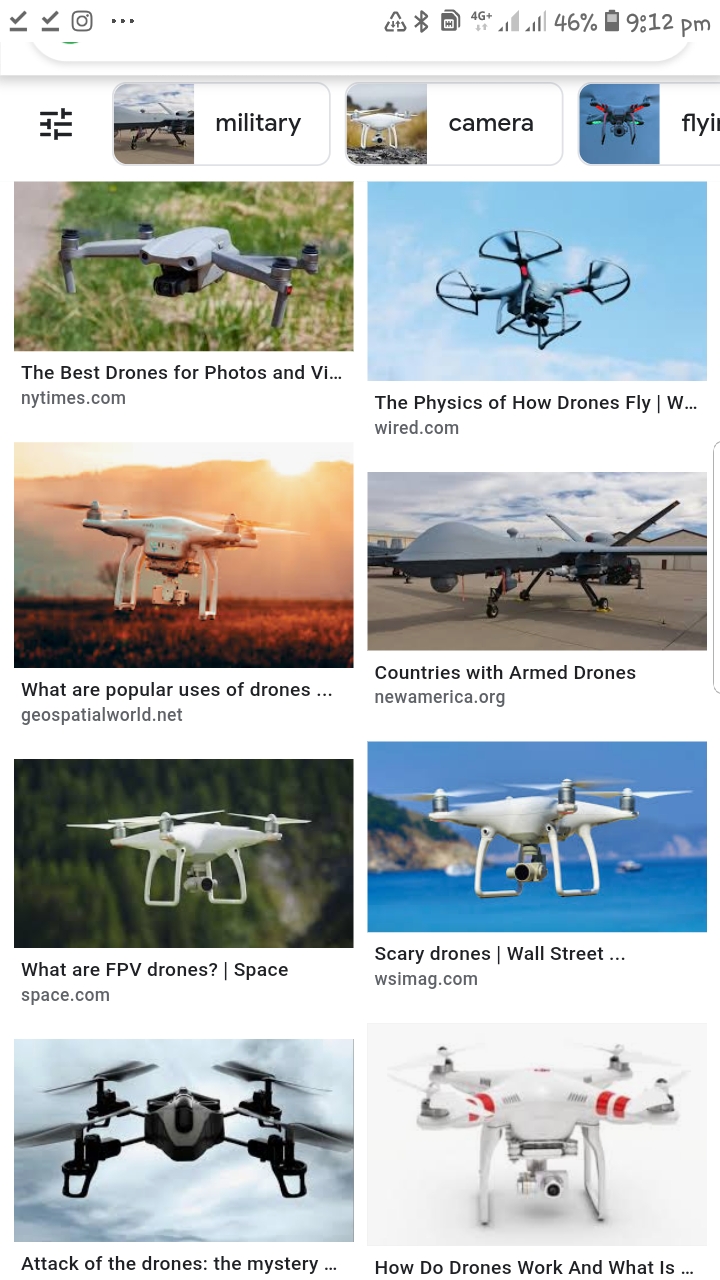 4G+ 46% 9:12 pm
military camera flyi
The Best Drones for Photos and Vi...
nytimes.com
The Physics of How Drones Fly | W...
wired.com
What are popular uses of drones ...
geospatialworld.net
Countries with Armed Drones
newamerica.org
What are FPV drones? | Space
space.com
Scary drones | Wall Street ...
wsimag.com
Attack of the drones: the mystery ...
How Do Drones Work And What Is ...